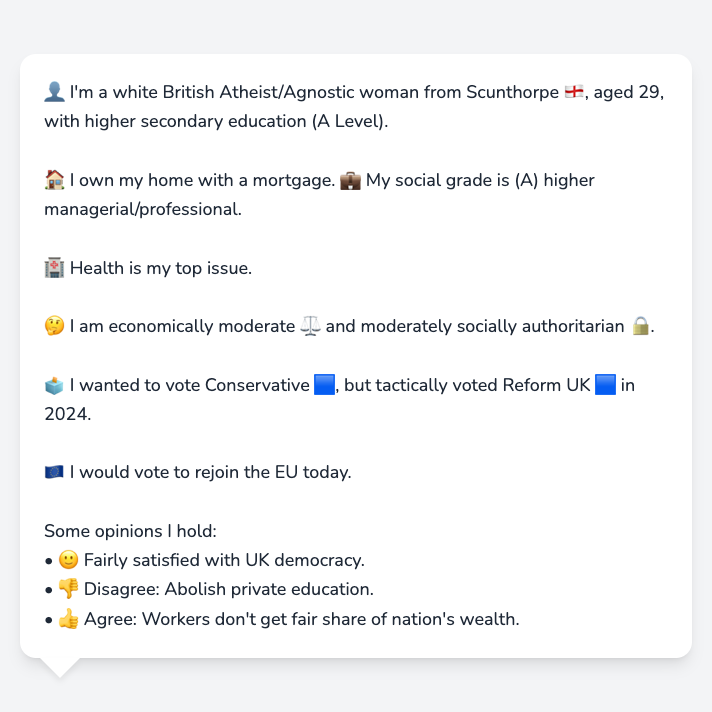 👤 I'm a white British Atheist/Agnostic woman from Scunthorpe 🏴󠁧󠁢󠁥󠁮󠁧󠁿, aged 29,
with higher secondary education (A Level).
🏠 I own my home with a mortgage. 💼 My social grade is (A) higher
managerial/professional.
🏥 Health is my top issue.
🤔 I am economically moderate ⚖️ and moderately socially authoritarian 🔒.
🗳️ I wanted to vote Conservative 🟦, but tactically voted Reform UK 🟦 in
2024.
🇪🇺 I would vote to rejoin the EU today.
Some opinions I hold:
• 🙂 Fairly satisfied with UK democracy.
• 👎 Disagree: Abolish private education.
• 👍 Agree: Workers don't get fair share of nation's wealth.